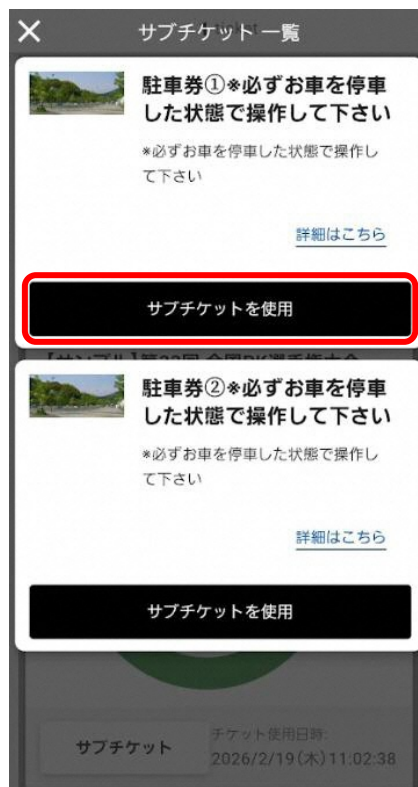 サブチケット 一覧
駐車券①※必ずお車を停車
した状態で操作して下さい
※必ずお車を停車した状態で操作し
て下さい
詳細はこちら
サブチケットを使用
駐車券②※必ずお車を停車
した状態で操作して下さい
※必ずお車を停車した状態で操作し
て下さい
詳細はこちら
サブチケットを使用
チケット使用日時:
サブチケット
2026/2/19(木)11:02:38